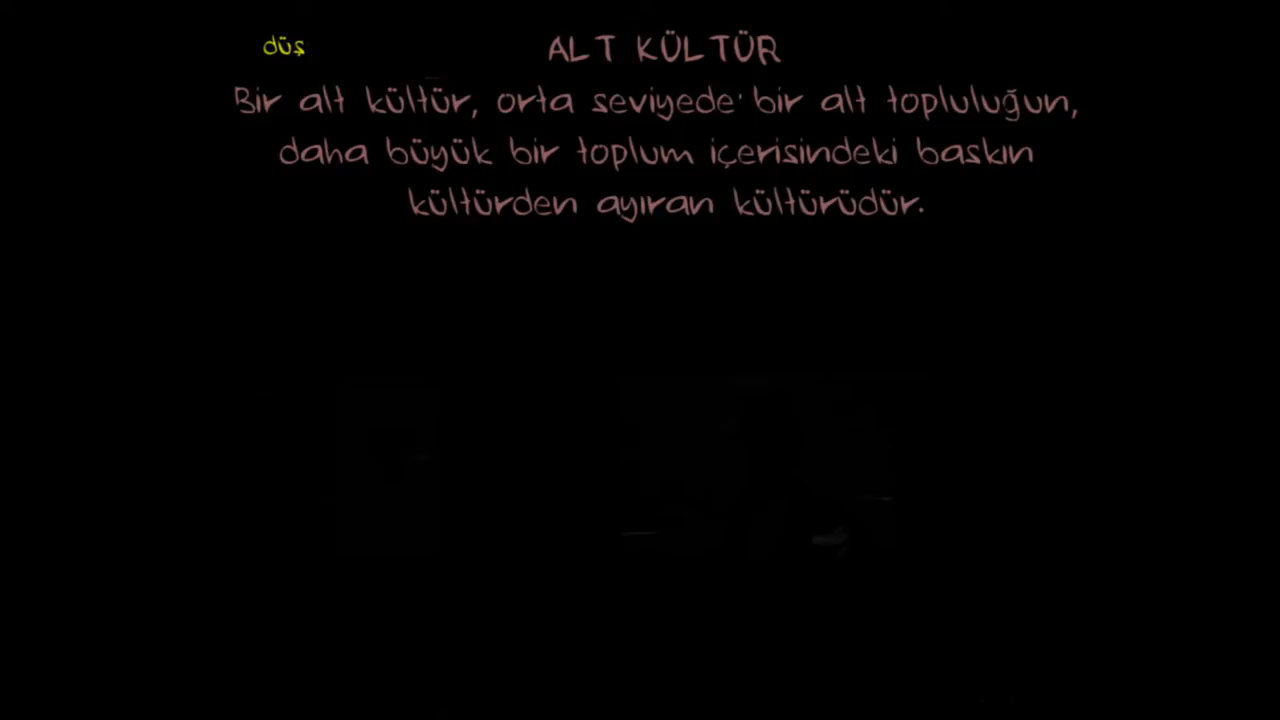 düş ALT KÜLTÜR
Bir alt kültür, orta seviyede bir alt topluluğun,
daha büyük bir toplum içerisindeki baskın
kültürden ayıran kültürüdür.